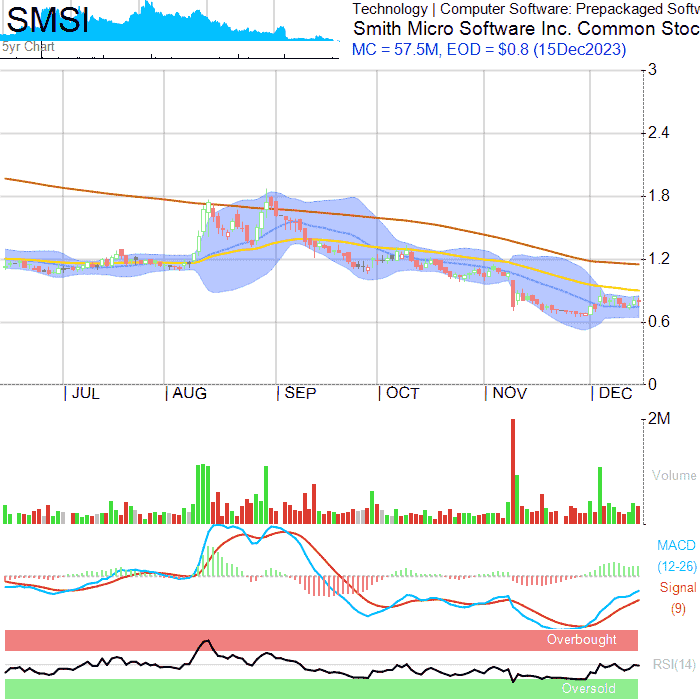 SMSI
5yr Chart
Technology | Computer Software: Prepackaged Softw
Smith Micro Software Inc. Common Stoc
MC = 57.5M, EOD = $0.8 (15Dec2023)
3
2.4
1.8
1.2
0.6
0
| JUL | AUG | SEP | OCT | NOV | DEC
2M
Volume
MACD
(12-26)
Signal
(9)
Overbought
RSI(14)
Oversold